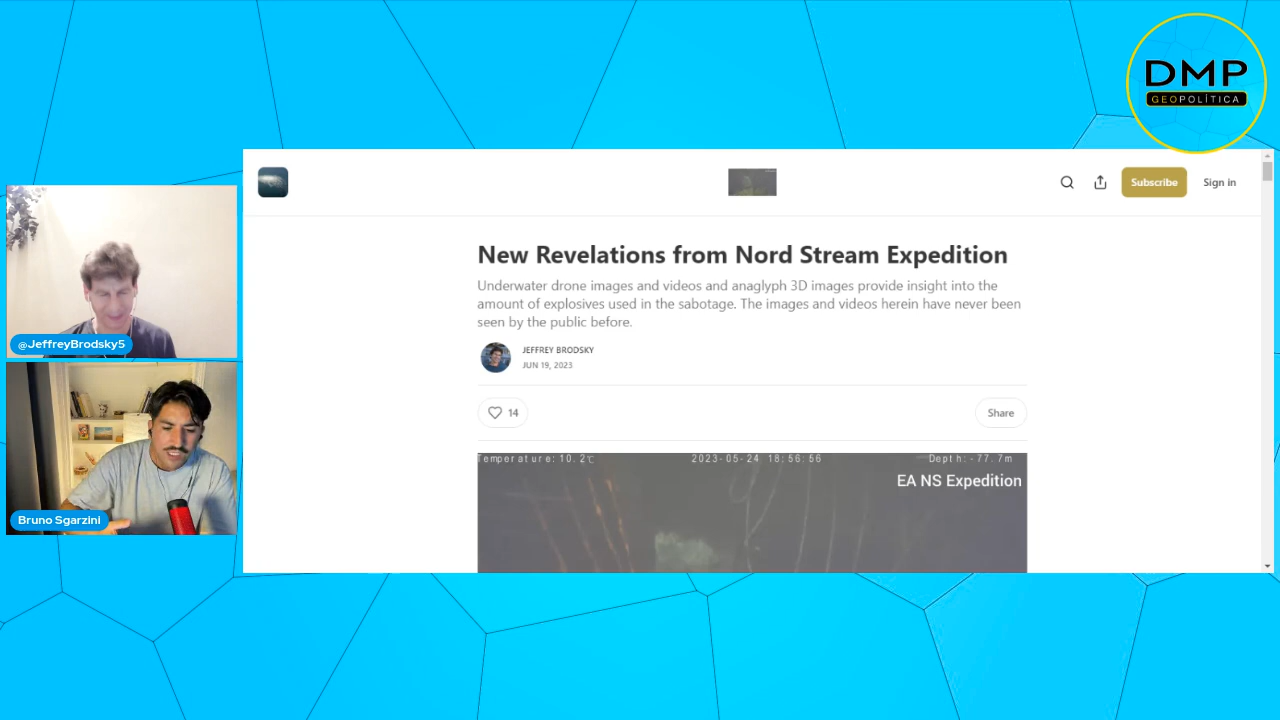 DMP
GEOPOLÍTICA
Subscribe
Sign in
New Revelations from Nord Stream Expedition
Underwater drone images and videos and anaglyph 3D images provide insight into the
amount of explosives used in the sabotage. The images and videos herein have never been
seen by the public before.
JEFFREY BRODSKY
JUN 19, 2023
14
Share
Temperature: 10.2℃
2023-05-24 18:56:56
Depth:-77.7m
EA NS Expedition
@JeffreyBrodsky5
Bruno Sgarzini